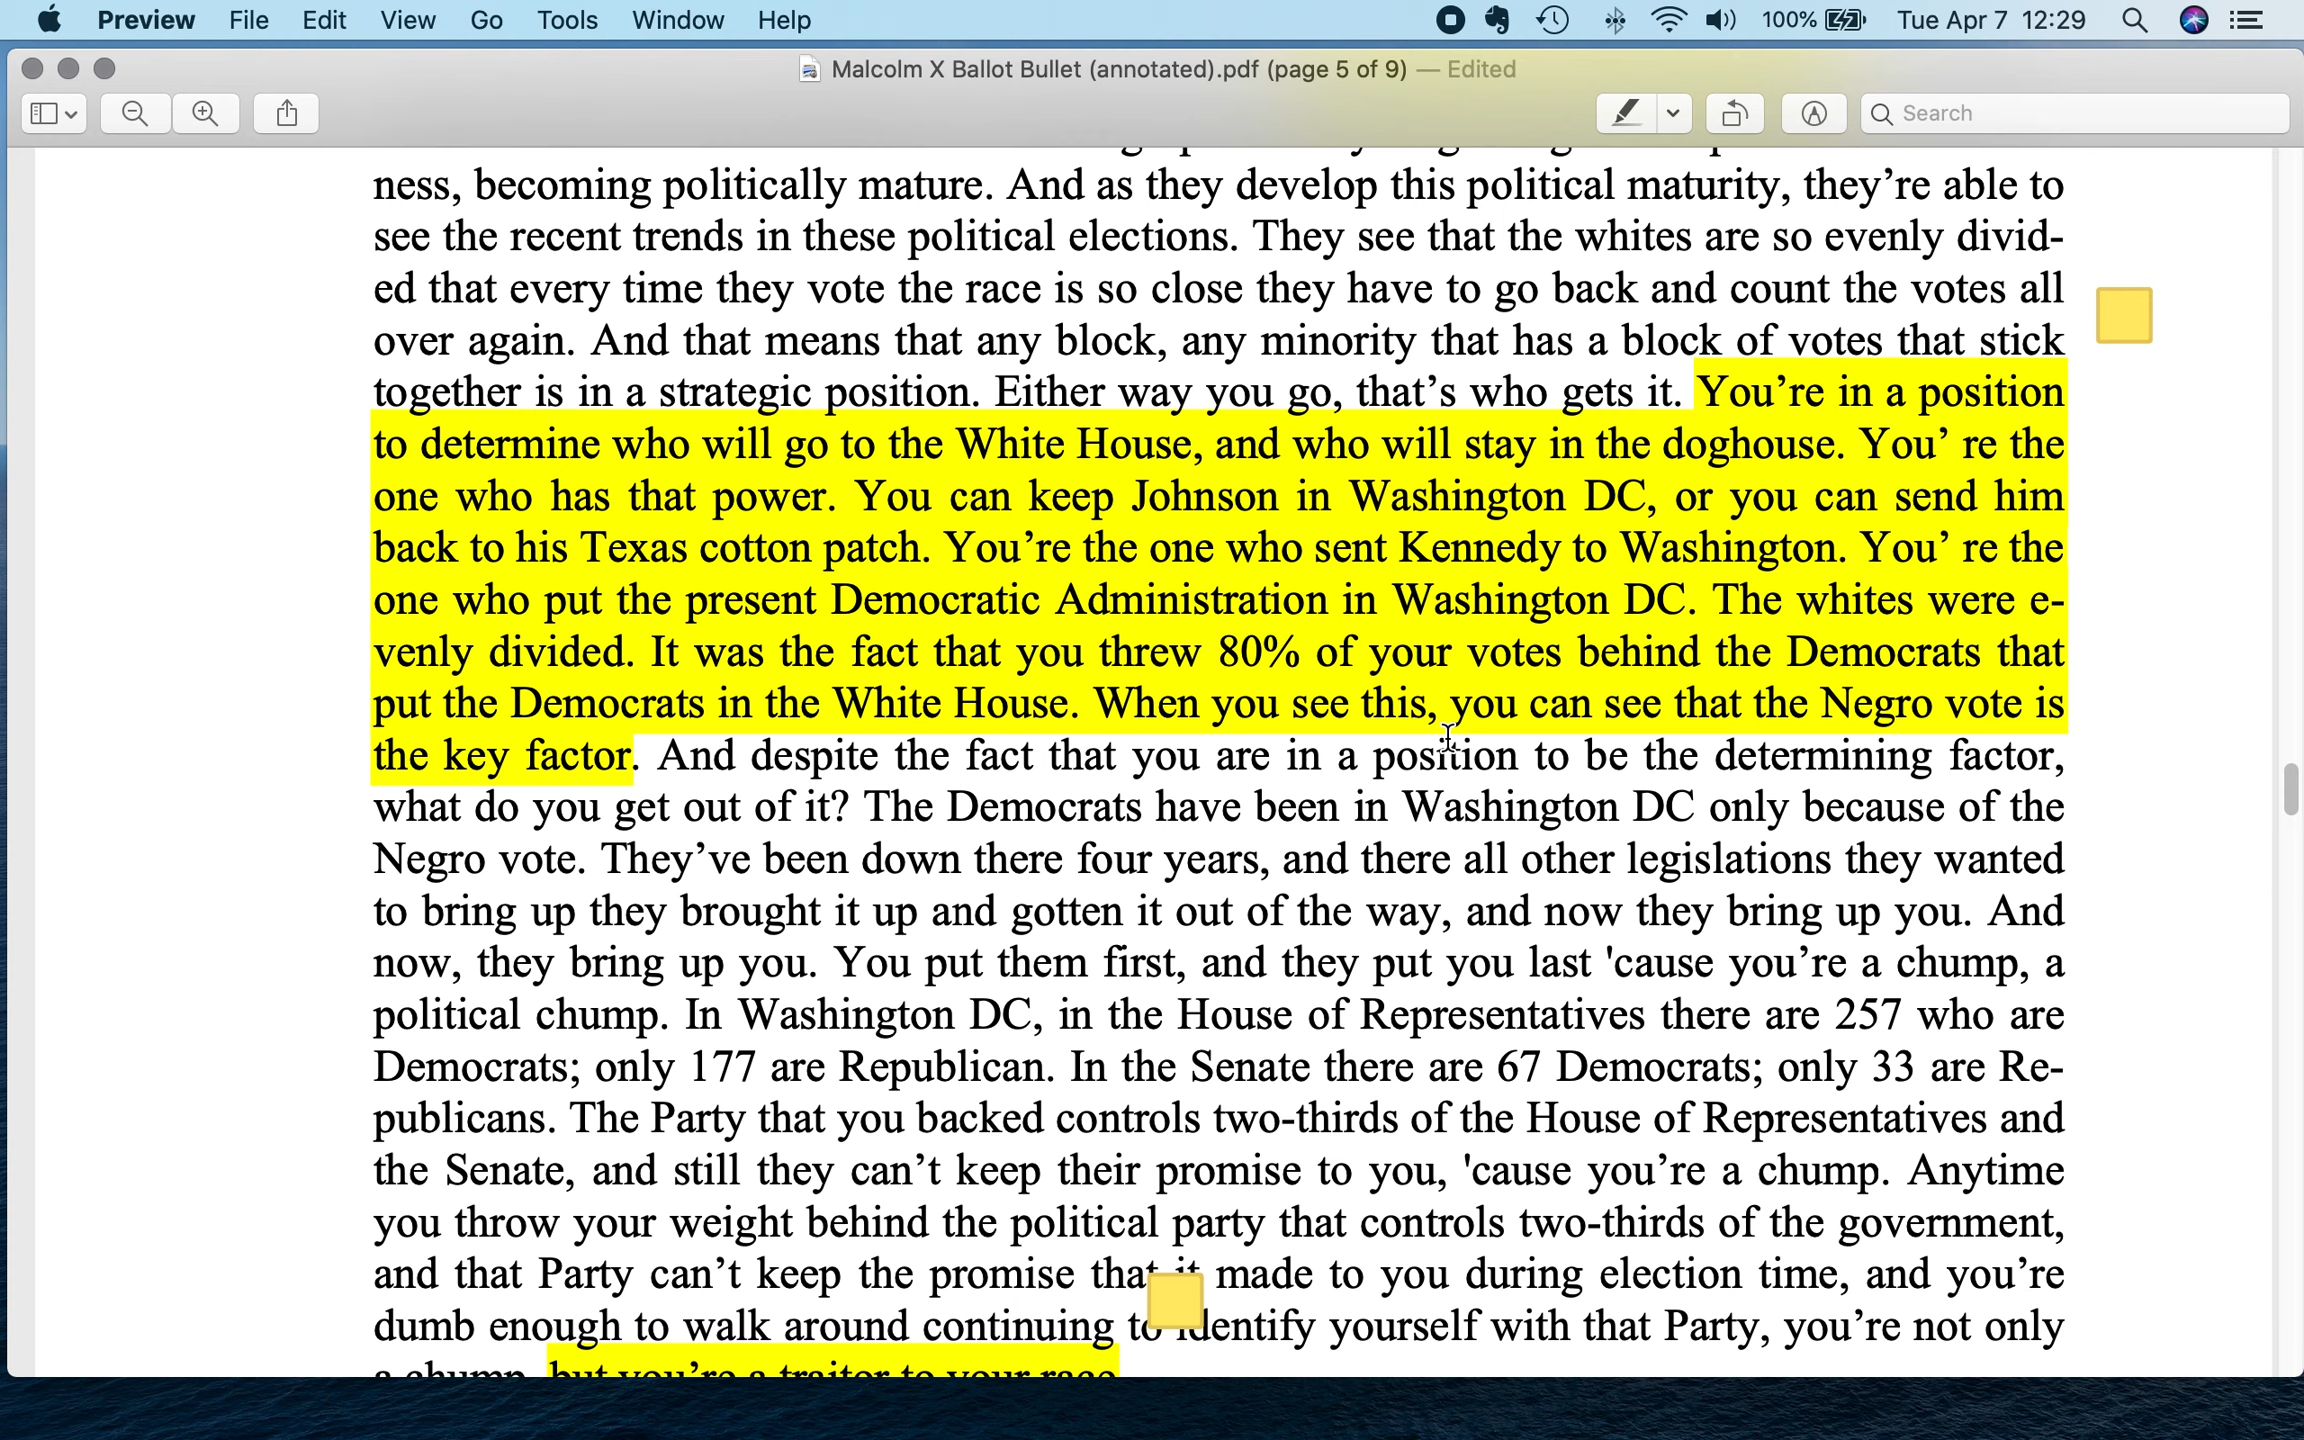 Preview File Edit View Go Tools Window Help 100% Tue Apr 7 12:29
Malcolm X Ballot Bullet (annotated).pdf (page 5 of 9) — Edited
Search
ness, becoming politically mature. And as they develop this political maturity, they’re able to
see the recent trends in these political elections. They see that the whites are so evenly divid-
ed that every time they vote the race is so close they have to go back and count the votes all
over again. And that means that any block, any minority that has a block of votes that stick
together is in a strategic position. Either way you go, that’s who gets it. You’re in a position
to determine who will go to the White House, and who will stay in the doghouse. You’ re the
one who has that power. You can keep Johnson in Washington DC, or you can send him
back to his Texas cotton patch. You’re the one who sent Kennedy to Washington. You’ re the
one who put the present Democratic Administration in Washington DC. The whites were e-
venly divided. It was the fact that you threw 80% of your votes behind the Democrats that
put the Democrats in the White House. When you see this, you can see that the Negro vote is
the key factor. And despite the fact that you are in a position to be the determining factor,
what do you get out of it? The Democrats have been in Washington DC only because of the
Negro vote. They’ve been down there four years, and there all other legislations they wanted
to bring up they brought it up and gotten it out of the way, and now they bring up you. And
now, they bring up you. You put them first, and they put you last 'cause you’re a chump, a
political chump. In Washington DC, in the House of Representatives there are 257 who are
Democrats; only 177 are Republican. In the Senate there are 67 Democrats; only 33 are Re-
publicans. The Party that you backed controls two-thirds of the House of Representatives and
the Senate, and still they can’t keep their promise to you, 'cause you’re a chump. Anytime
you throw your weight behind the political party that controls two-thirds of the government,
and that Party can’t keep the promise that it made to you during election time, and you’re
dumb enough to walk around continuing to identify yourself with that Party, you’re not only
a chump, but you’re a traitor to your race